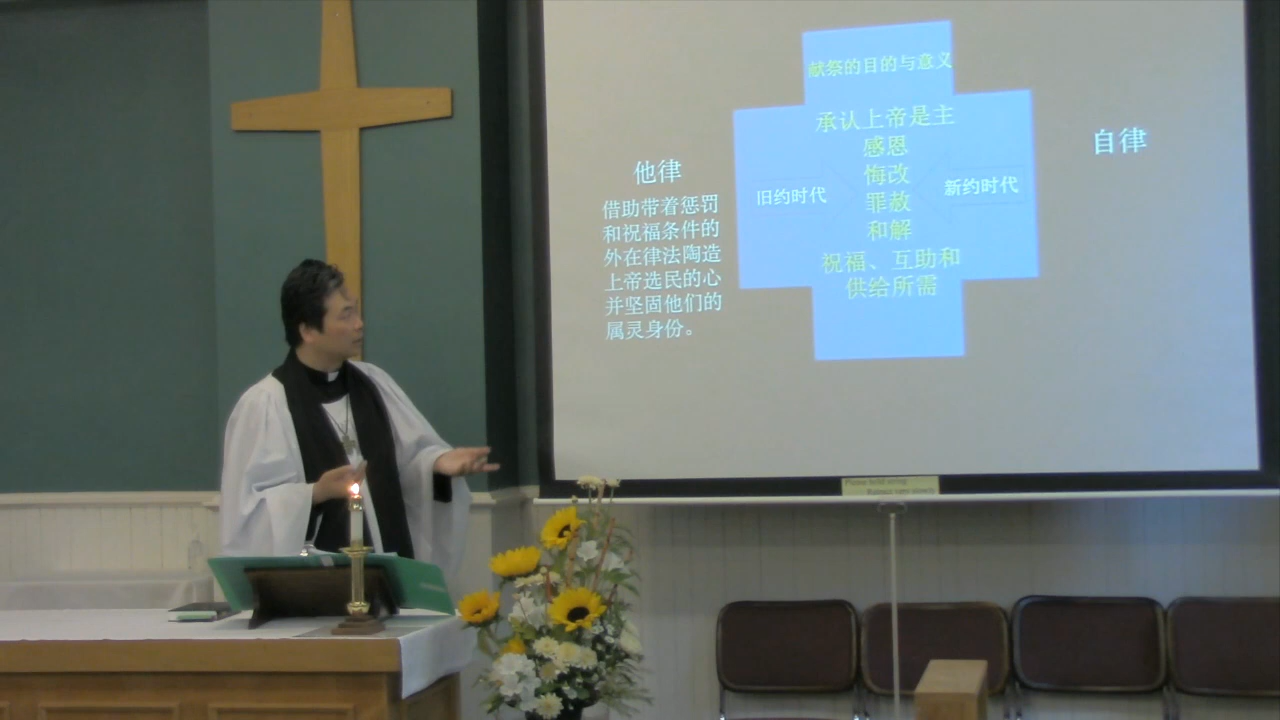 献祭的目的与意义
承认上帝是主
感恩
悔改
罪赦
和解
祝福、互助和
供给所需
旧约时代
新约时代
他律
借助带着惩罚
和祝福条件的
外在律法陶造
上帝选民的心
并坚固他们的
属灵身份。
自律
Please hold string